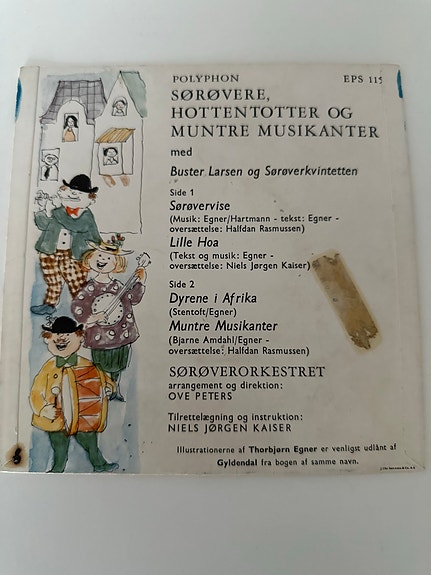 POLYPHON EPS 115
SØRØVERE,
HOTTENTOTTER OG
MUNTRE MUSIKANTER
med
Buster Larsen og Sørøverkvintetten
Side 1
Sørøvervise
(Musik: Egner/Hartmann - tekst: Egner -
oversættelse: Halfdan Rasmussen)
Lille Hoa
(Tekst og musik: Egner -
oversættelse: Niels Jørgen Kaiser)
Side 2
Dyrene i Afrika
(Stentoft/Egner)
Muntre Musikanter
(Bjarne Amdahl/Egner -
oversættelse: Halfdan Rasmussen)
SØRØVERORKESTRET
arrangement og direktion:
OVE PETERS
Tilrettelægning og instruktion:
NIELS JØRGEN KAISER
Illustrationerne af Thorbjørn Egner er venligst udlånt af
Gyldendal fra bogen af samme navn.